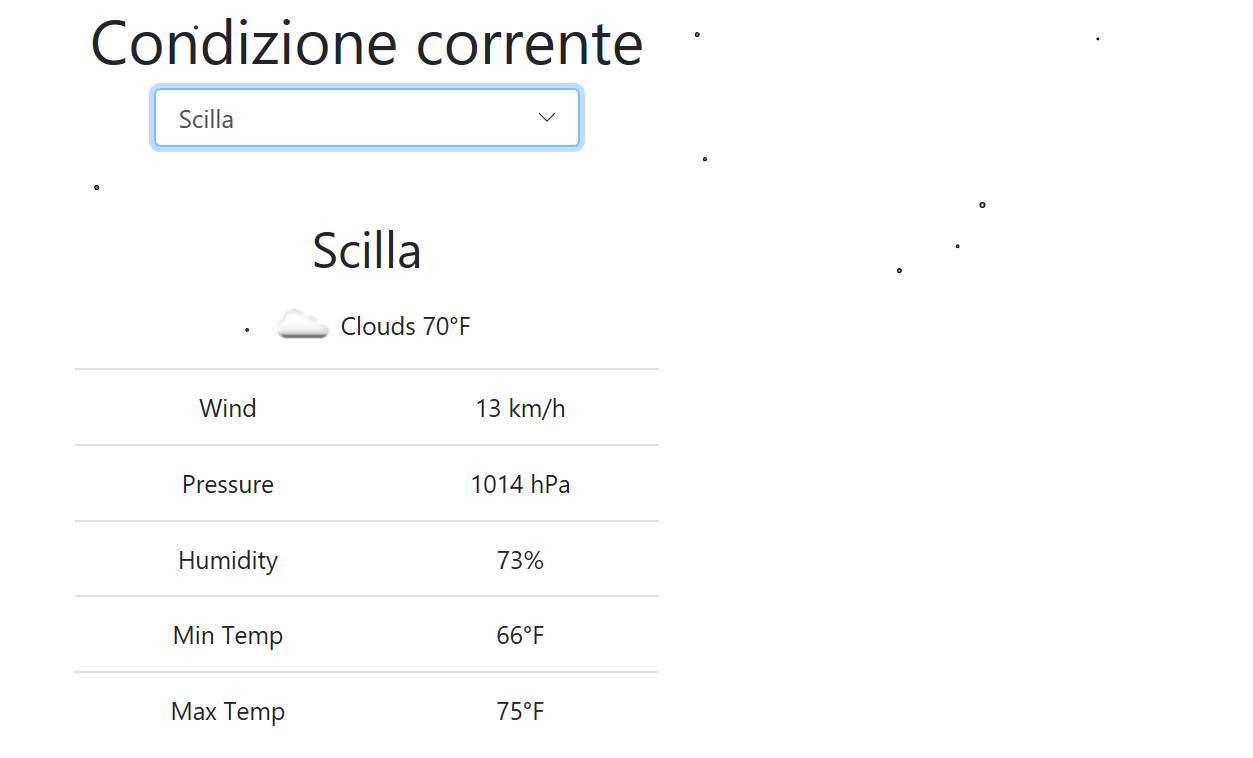 Condizione corrente
Scilla
Scilla
Clouds 70°F
Wind 13 km/h
Pressure 1014 hPa
Humidity 73%
Min Temp 66°F
Max Temp 75°F